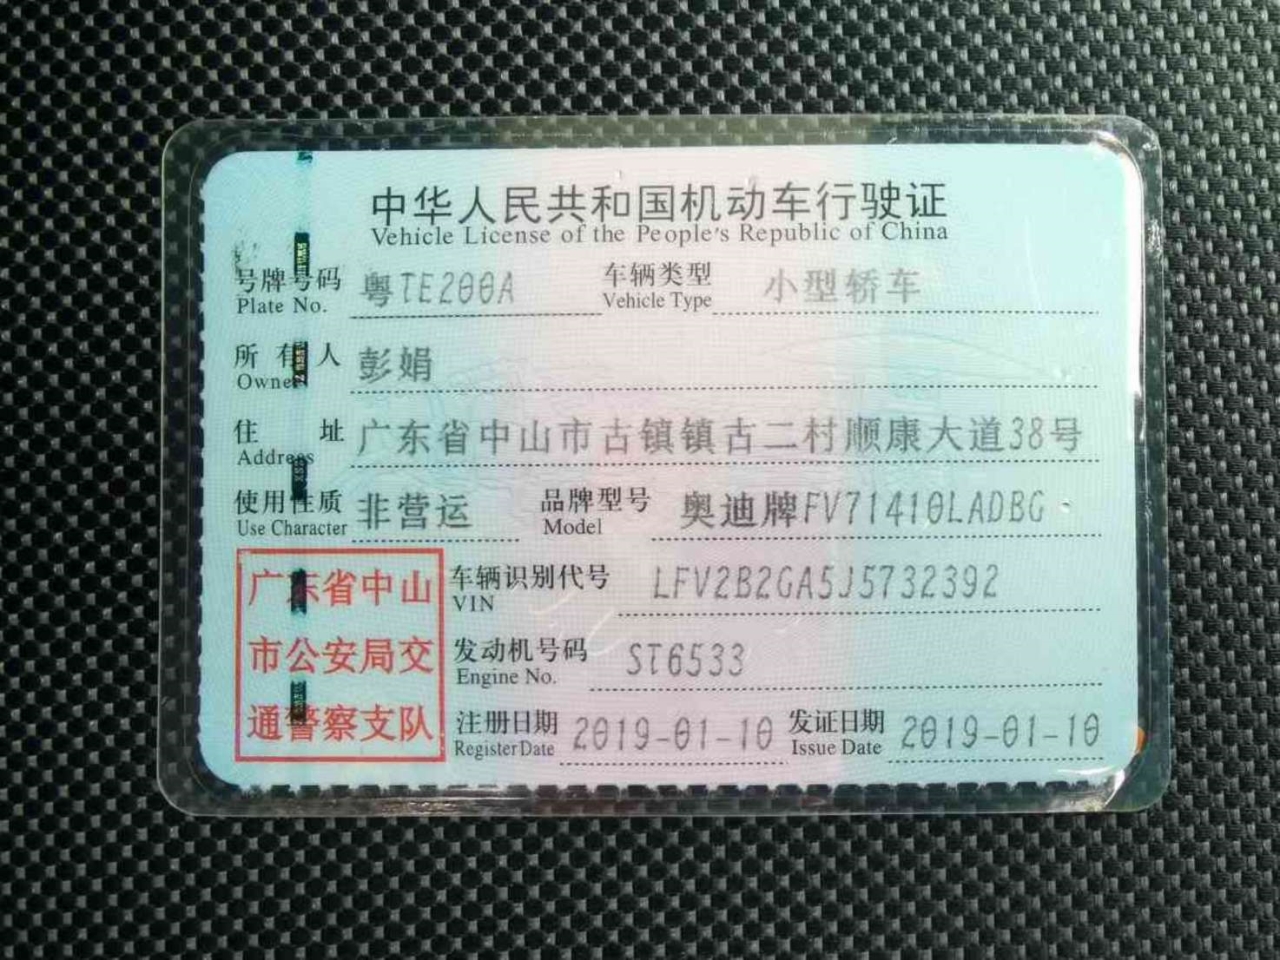 中华人民共和国机动车行驶证
Vehicle License of the People's Republic of China
号牌号码 粤TE200A 车辆类型 小型轿车
Plate No. Vehicle Type
所有人 彭娟
Owner
住址 广东省中山市古镇镇古二村顺康大道38号
Address
使用性质 非营运 品牌型号 奥迪牌FV71410LADBG
Use Character Model
广东省中山
市公安局交
通警察支队
车辆识别代号 LFV2B2GA5J5732392
VIN
发动机号码 ST6533
Engine No.
注册日期 2019-01-10 发证日期 2019-01-10
Register Date Issue Date